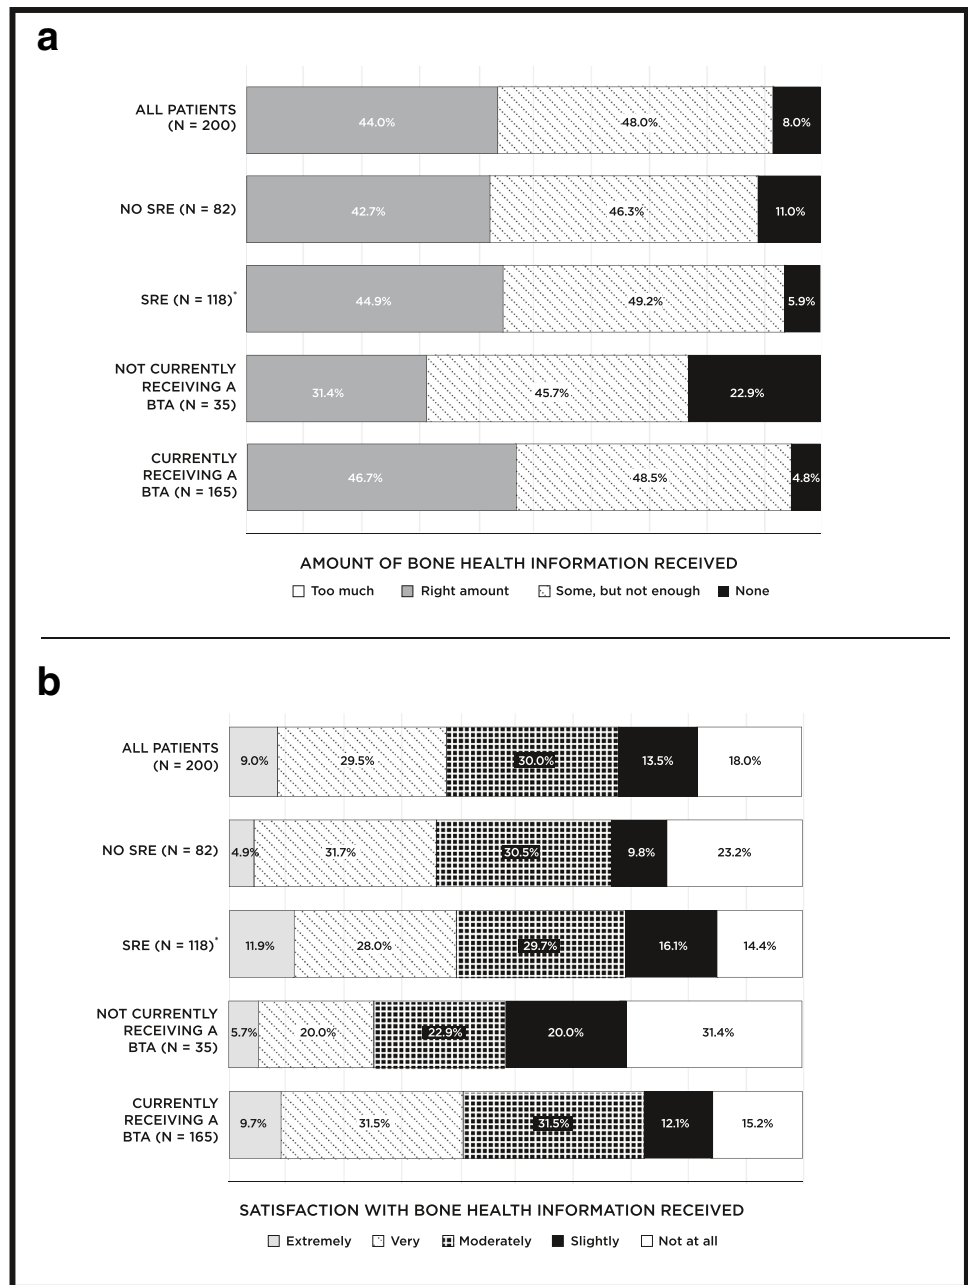 a
ALL PATIENTS
(N = 200)
44.0%
48.0%
8.0%
NO SRE (N = 82)
42.7%
46.3%
11.0%
SRE (N = 118)*
44.9%
49.2%
5.9%
NOT CURRENTLY
RECEIVING A
BTA (N = 35)
31.4%
45.7%
22.9%
CURRENTLY
RECEIVING A
BTA (N = 165)
46.7%
48.5%
4.8%
AMOUNT OF BONE HEALTH INFORMATION RECEIVED
Too much Right amount Some, but not enough None
b
ALL PATIENTS
(N = 200)
9.0%
29.5%
30.0%
13.5%
18.0%
NO SRE (N = 82)
4.9%
31.7%
30.5%
9.8%
23.2%
SRE (N = 118)*
11.9%
28.0%
29.7%
16.1%
14.4%
NOT CURRENTLY
RECEIVING A
BTA (N = 35)
5.7%
20.0%
22.9%
20.0%
31.4%
CURRENTLY
RECEIVING A
BTA (N = 165)
9.7%
31.5%
31.5%
12.1%
15.2%
SATISFACTION WITH BONE HEALTH INFORMATION RECEIVED
Extremely Very Moderately Slightly Not at all